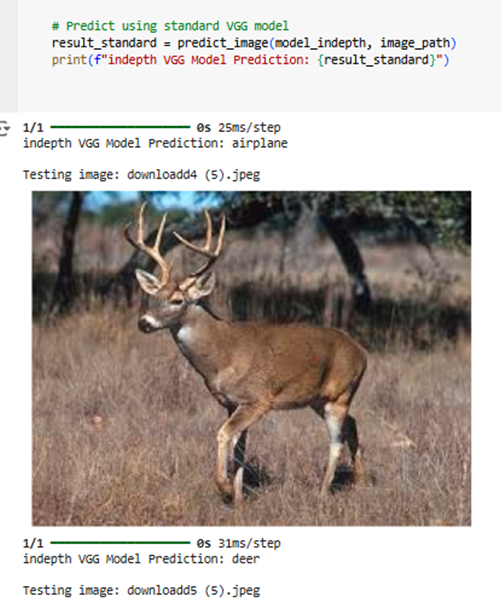 # Predict using standard VGG model
result_standard = predict_image(model_indepth, image_path)
print(f"indepth VGG Model Prediction: {result_standard}")
1/1 ━━━━━━━━━━━━━━━━━━━━ 0s 25ms/step
indepth VGG Model Prediction: airplane
Testing image: downloadd4 (5).jpeg
1/1 ━━━━━━━━━━━━━━━━━━━━ 0s 31ms/step
indepth VGG Model Prediction: deer
Testing image: downloadd5 (5).jpeg